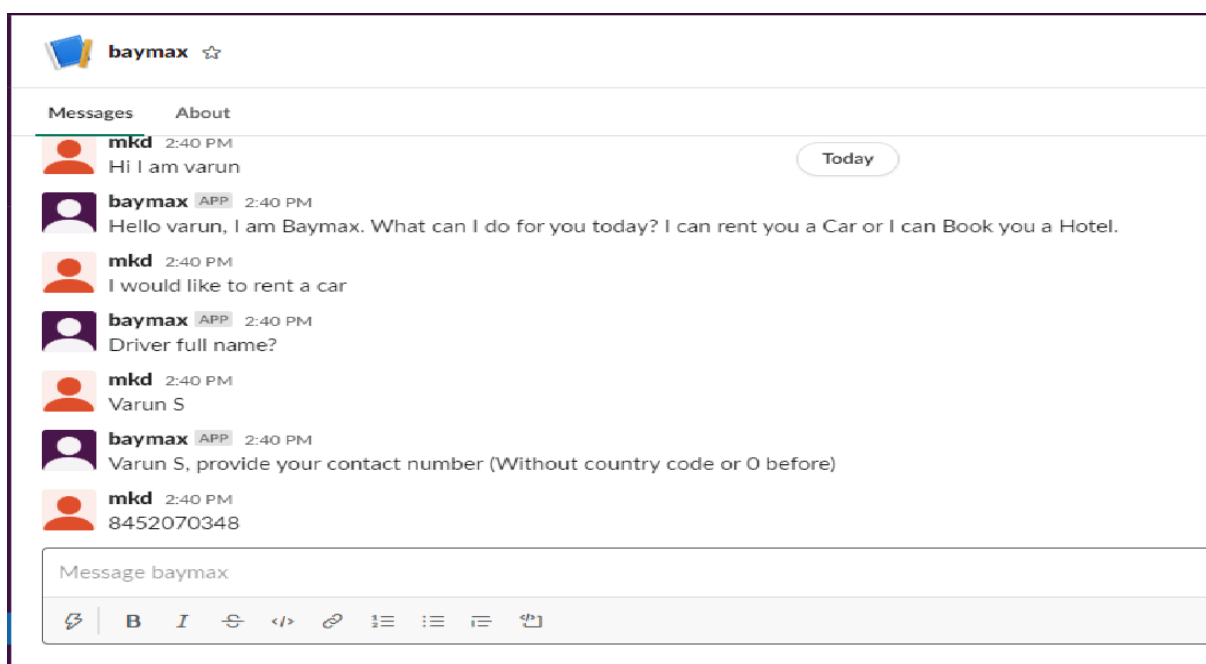 baymax
Messages About
mkd 2:40 PM
Today
Hi I am varun
baymax APP 2:40 PM
Hello varun, I am Baymax. What can I do for you today? I can rent you a Car or I can Book you a Hotel.
mkd 2:40 PM
I would like to rent a car
baymax APP 2:40 PM
Driver full name?
mkd 2:40 PM
Varun S
baymax APP 2:40 PM
Varun S, provide your contact number (Without country code or 0 before)
mkd 2:40 PM
8452070348
Message baymax
B I S </>